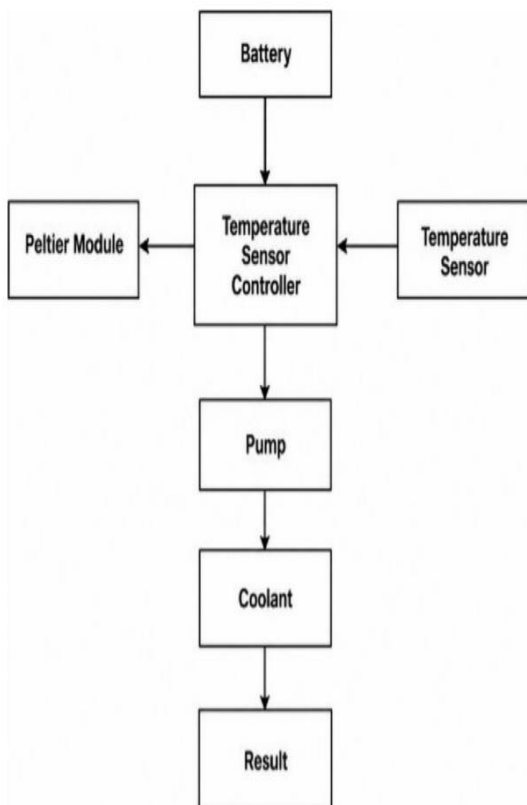 Battery
Peltier Module
Temperature
Sensor
Controller
Temperature
Sensor
Pump
Coolant
Result